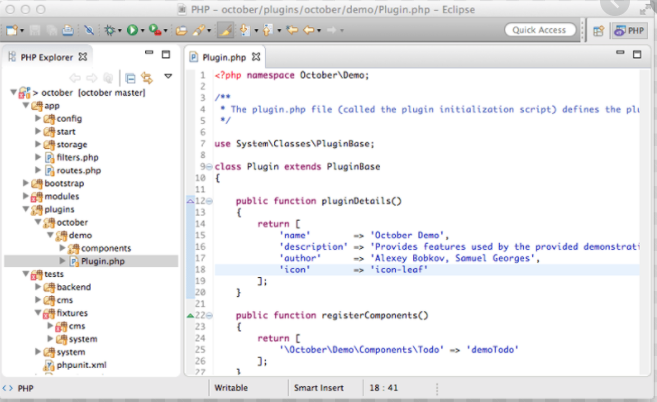 PHP - october/plugins/october/demo/Plugin.php - Eclipse
Quick Access
PHP
PHP Explorer
> october [october master]
app
config
start
storage
filters.php
routes.php
bootstrap
modules
plugins
october
demo
components
Plugin.php
tests
backend
cms
fixtures
cms
system
system
phpunit.xml
Plugin.php
1 <?php namespace October\Demo;
2
3 /**
4 * The plugin.php file (called the plugin initialization script) defines the plu
5 */
6
7 use System\Classes\PluginBase;
8
9 class Plugin extends PluginBase
10 {
11
12 public function pluginDetails()
13 {
14 return [
15 'name' => 'October Demo',
16 'description' => 'Provides features used by the provided demonstrati
17 'author' => 'Alexey Bobkov, Samuel Georges',
18 'icon' => 'icon-leaf'
19 ];
20 }
21
22 public function registerComponents()
23 {
24 return [
25 '\October\Demo\Components\Todo' => 'demoTodo'
26 ];
27 }
PHP
Writable
Smart Insert
18 : 41